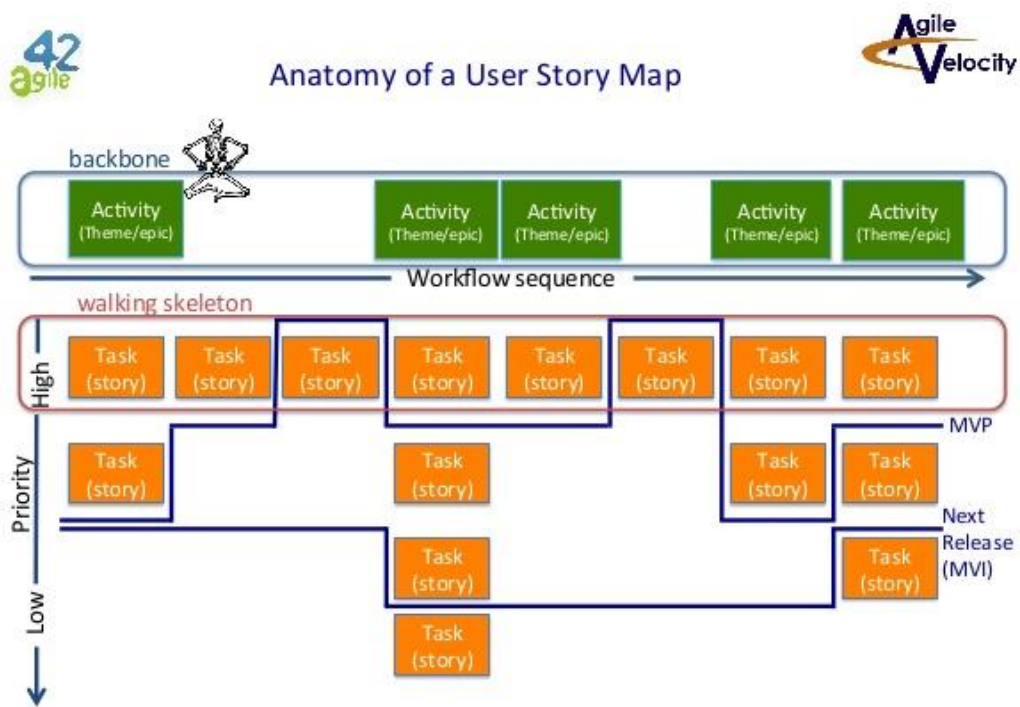 42
agile
Anatomy of a User Story Map
Agile
Velocity
backbone
Activity
(Theme/epic)
Activity
(Theme/epic)
Activity
(Theme/epic)
Activity
(Theme/epic)
Activity
(Theme/epic)
Workflow sequence
walking skeleton
High
Task
(story)
Task
(story)
Task
(story)
Task
(story)
Task
(story)
Task
(story)
Task
(story)
Task
(story)
MVP
Priority
Task
(story)
Task
(story)
Task
(story)
Task
(story)
Next
Release
(MVI)
Task
(story)
Task
(story)
Low
Task
(story)